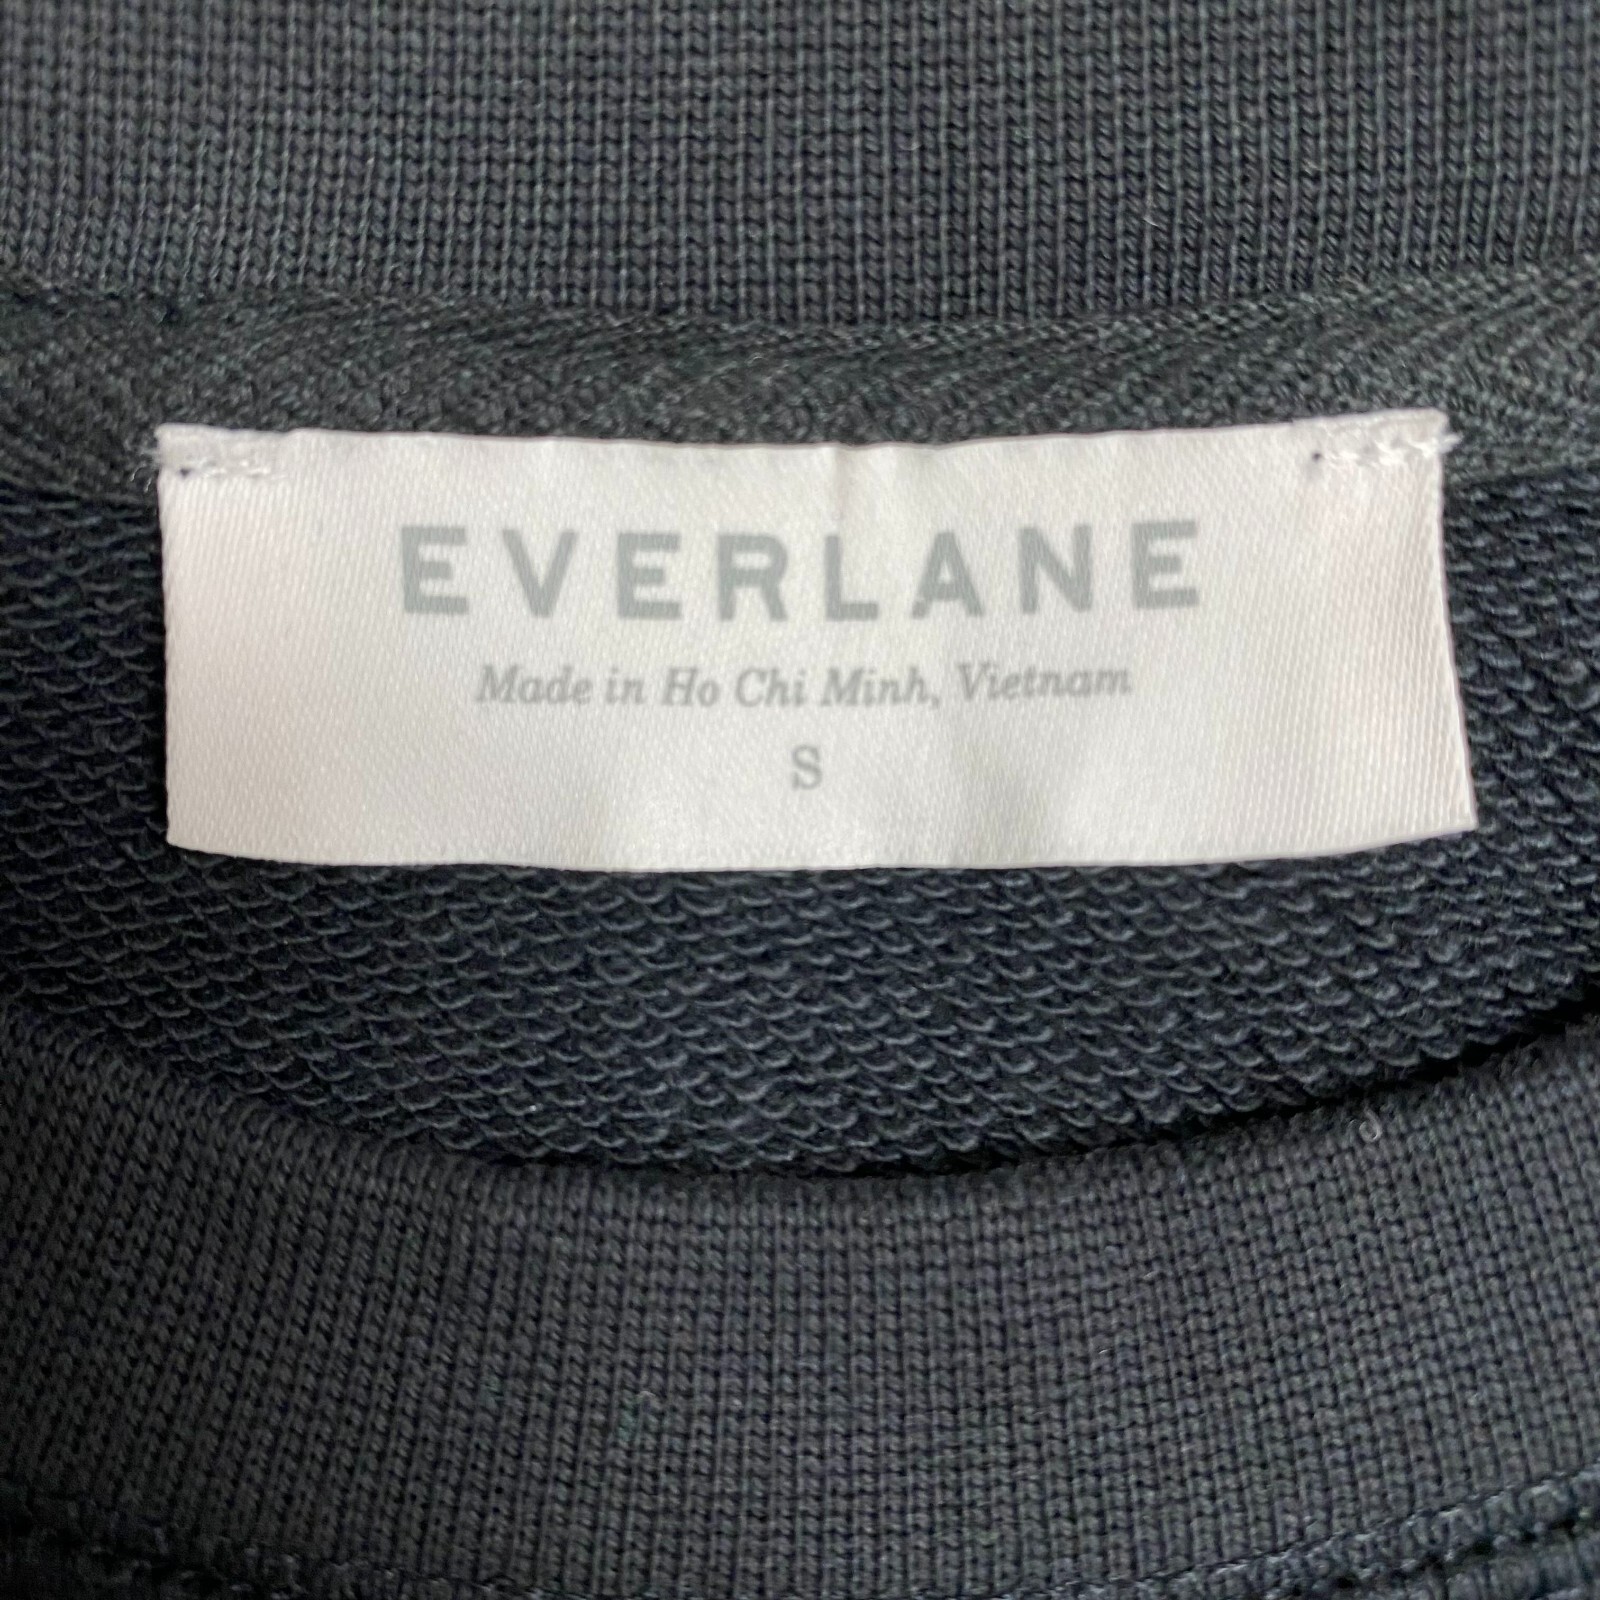 EVERLANE
Made in Ho Chi Minh, Vietnam
S